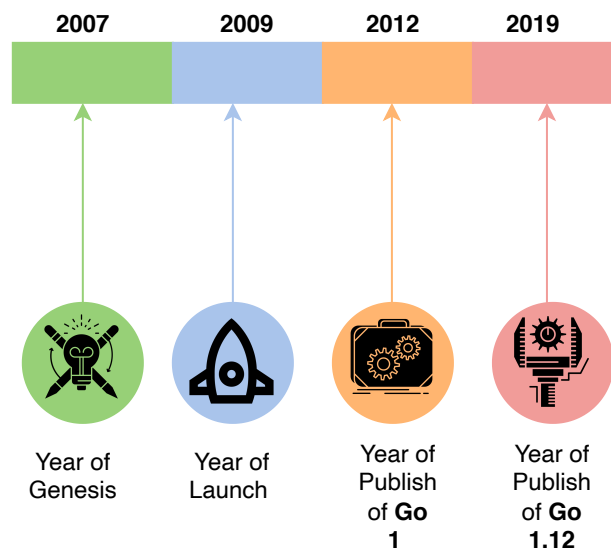 2007
2009
2012
2019
Year of
Genesis
Year of
Launch
Year of
Publish
of Go
1
Year of
Publish
of Go
1.12